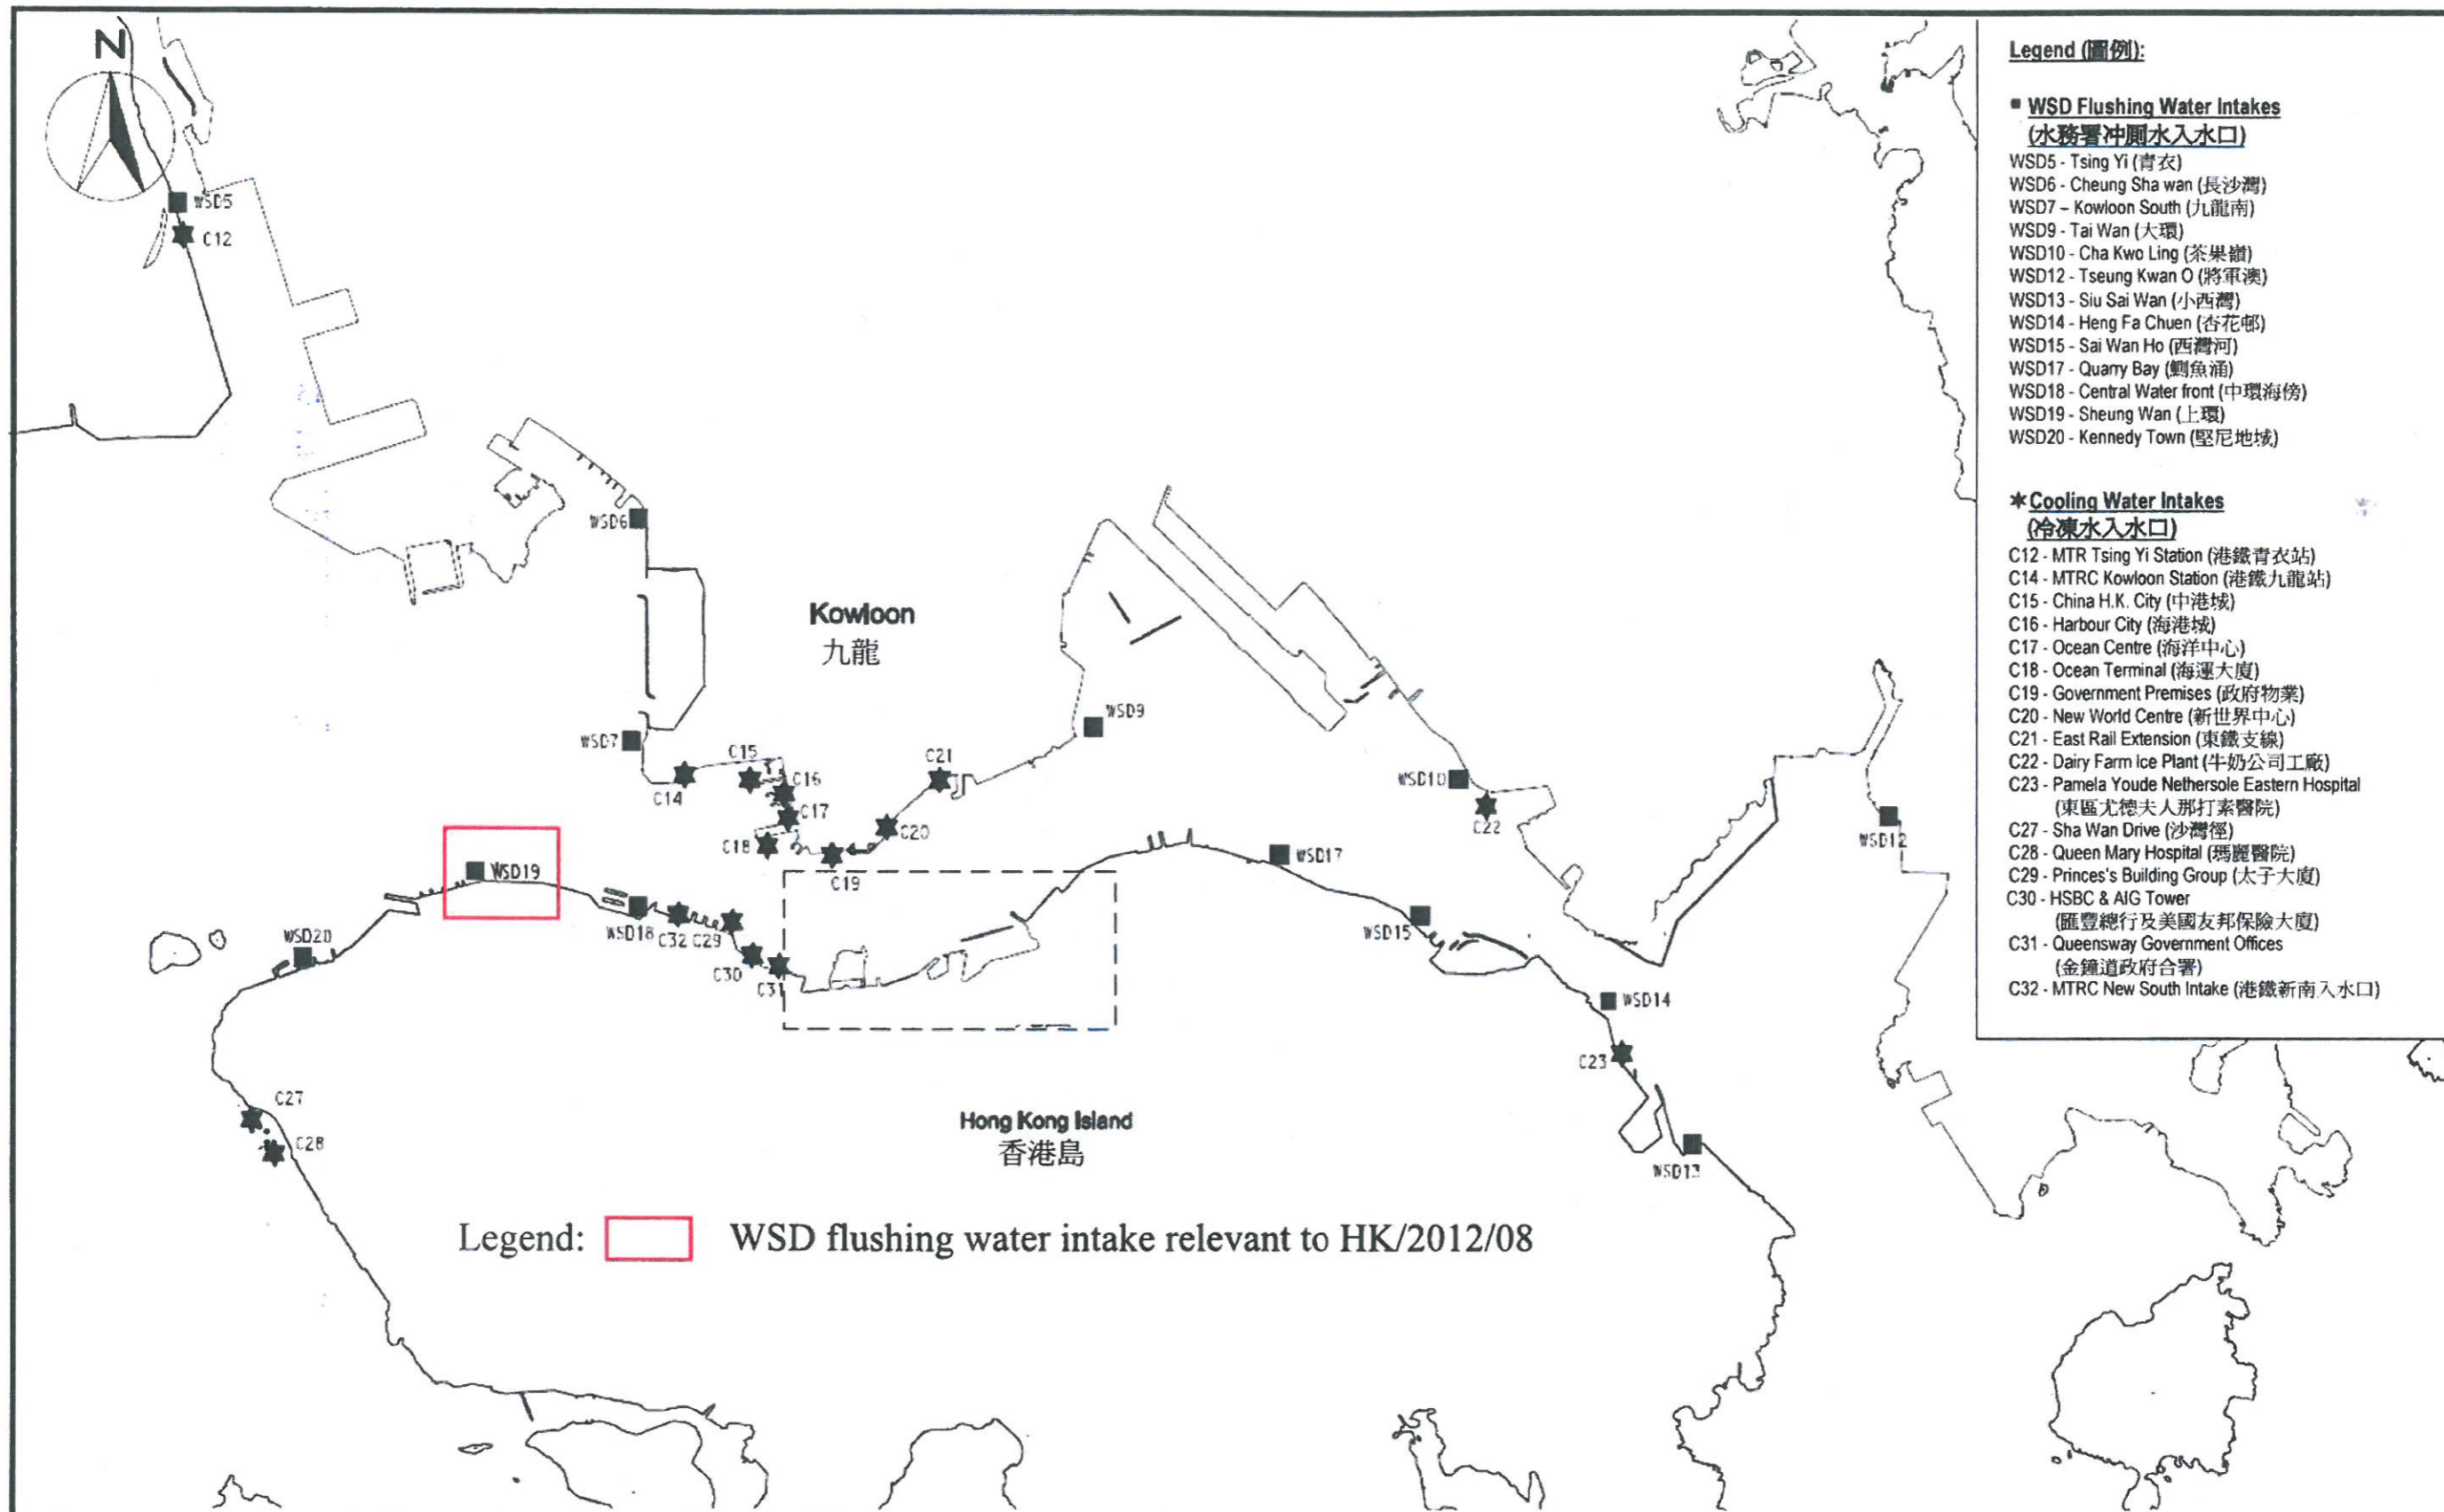 N
Legend (圖例):
■ WSD Flushing Water Intakes
(水務署冲厠水入水口)
WSD5 - Tsing Yi (青衣)
WSD6 - Cheung Sha wan (長沙灣)
WSD7 – Kowloon South (九龍南)
WSD9 - Tai Wan (大環)
WSD10 - Cha Kwo Ling (茶果嶺)
WSD12 - Tseung Kwan O (將軍澳)
WSD13 - Siu Sai Wan (小西灣)
WSD14 - Heng Fa Chuen (杏花邨)
WSD15 - Sai Wan Ho (西灣河)
WSD17 - Quarry Bay (鰂魚涌)
WSD18 - Central Water front (中環海傍)
WSD19 - Sheung Wan (上環)
WSD20 - Kennedy Town (堅尼地城)
✶ Cooling Water Intakes
(冷凍水入水口)
C12 - MTR Tsing Yi Station (港鐵青衣站)
C14 - MTRC Kowloon Station (港鐵九龍站)
C15 - China H.K. City (中港城)
C16 - Harbour City (海港城)
C17 - Ocean Centre (海洋中心)
C18 - Ocean Terminal (海運大廈)
C19 - Government Premises (政府物業)
C20 - New World Centre (新世界中心)
C21 - East Rail Extension (東鐵支線)
C22 - Dairy Farm Ice Plant (牛奶公司工廠)
C23 - Pamela Youde Nethersole Eastern Hospital
(東區尤德夫人那打素醫院)
C27 - Sha Wan Drive (沙灣徑)
C28 - Queen Mary Hospital (瑪麗醫院)
C29 - Princes's Building Group (太子大廈)
C30 - HSBC & AIG Tower
(匯豐總行及美國友邦保險大廈)
C31 - Queensway Government Offices
(金鐘道政府合署)
C32 - MTRC New South Intake (港鐵新南入水口)
WSD5
C12
WSD6
Kowloon
九龍
WSD9
WSD7
C15
C21
C16
WSD10
C14
C17
C20
C22
C18
WSD12
WSD17
WSD19
C19
WSD18
C32
C29
WSD15
WSD20
C30
C31
WSD14
C23
C27
Hong Kong Island
香港島
C28
WSD13
Legend:
WSD flushing water intake relevant to HK/2012/08